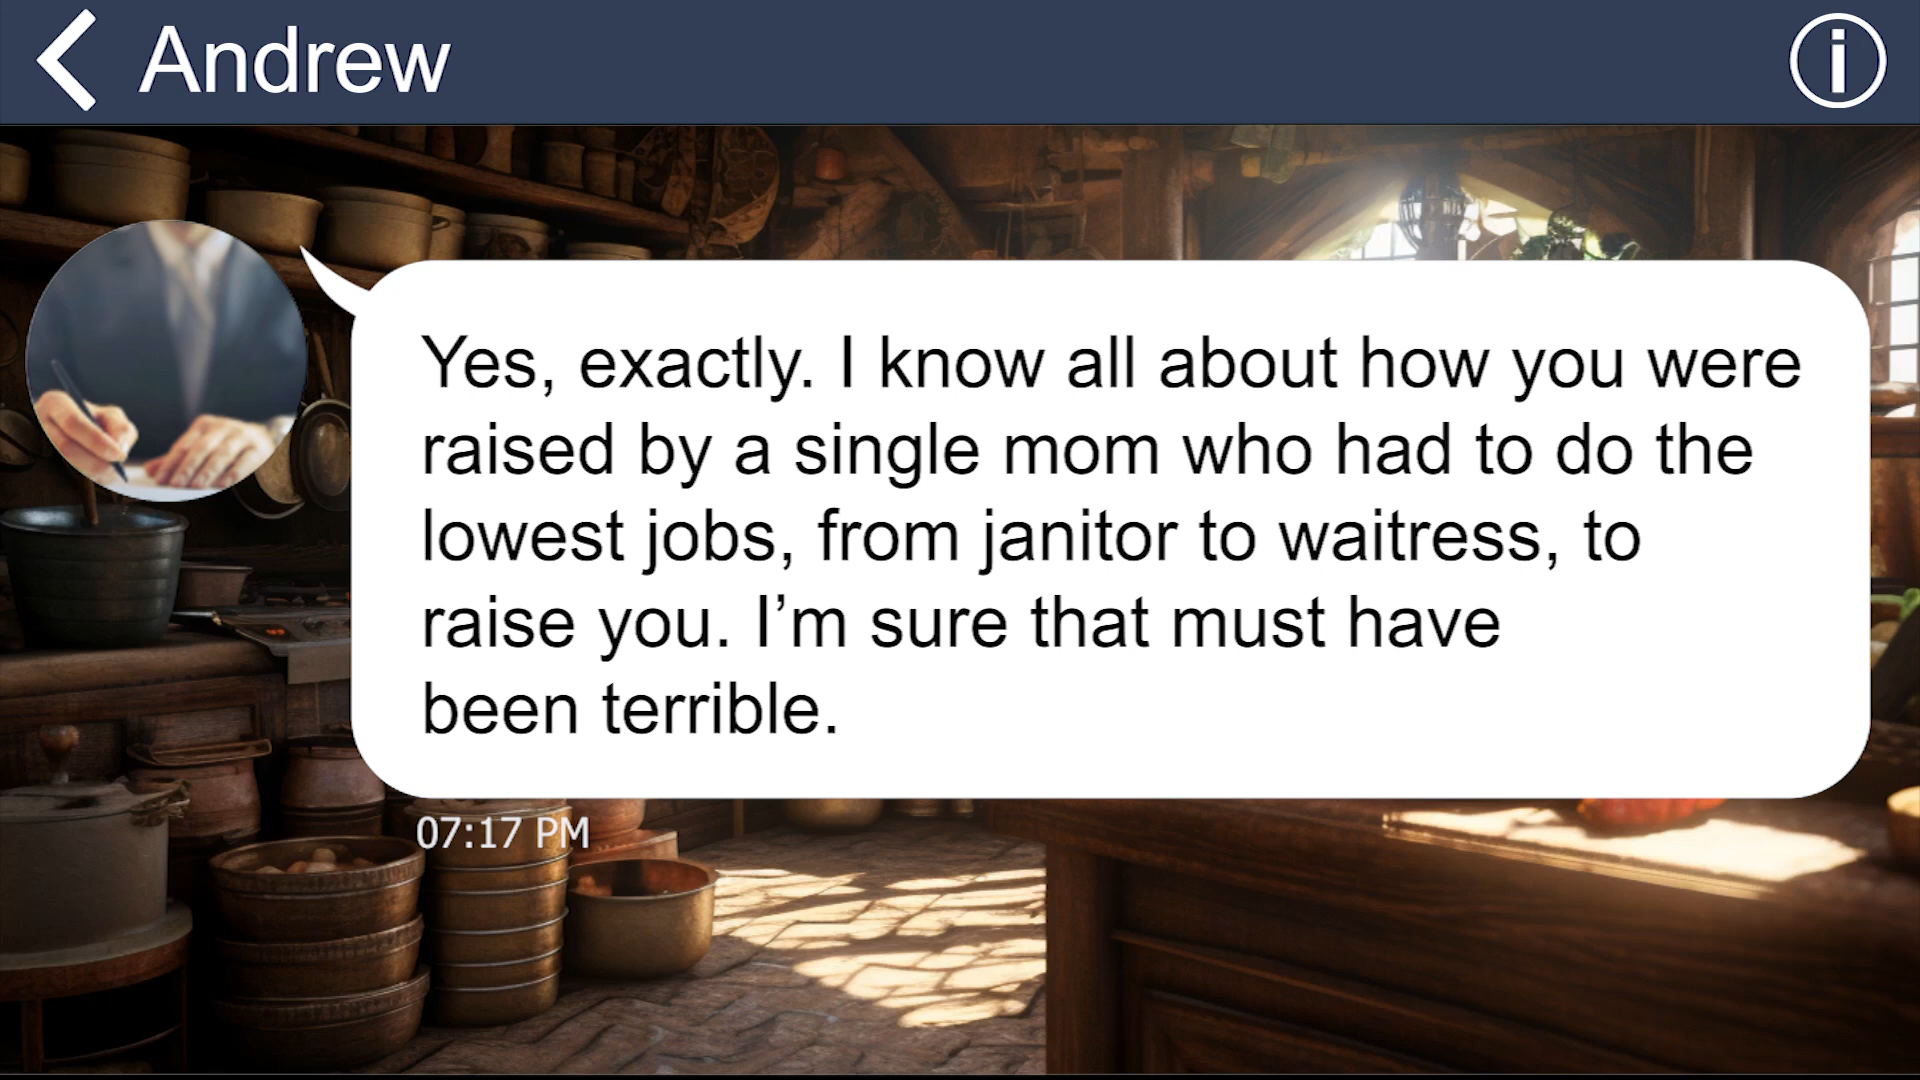 Andrew
Yes, exactly. I know all about how you were
raised by a single mom who had to do the
lowest jobs, from janitor to waitress, to
raise you. I’m sure that must have
been terrible.
07:17 PM